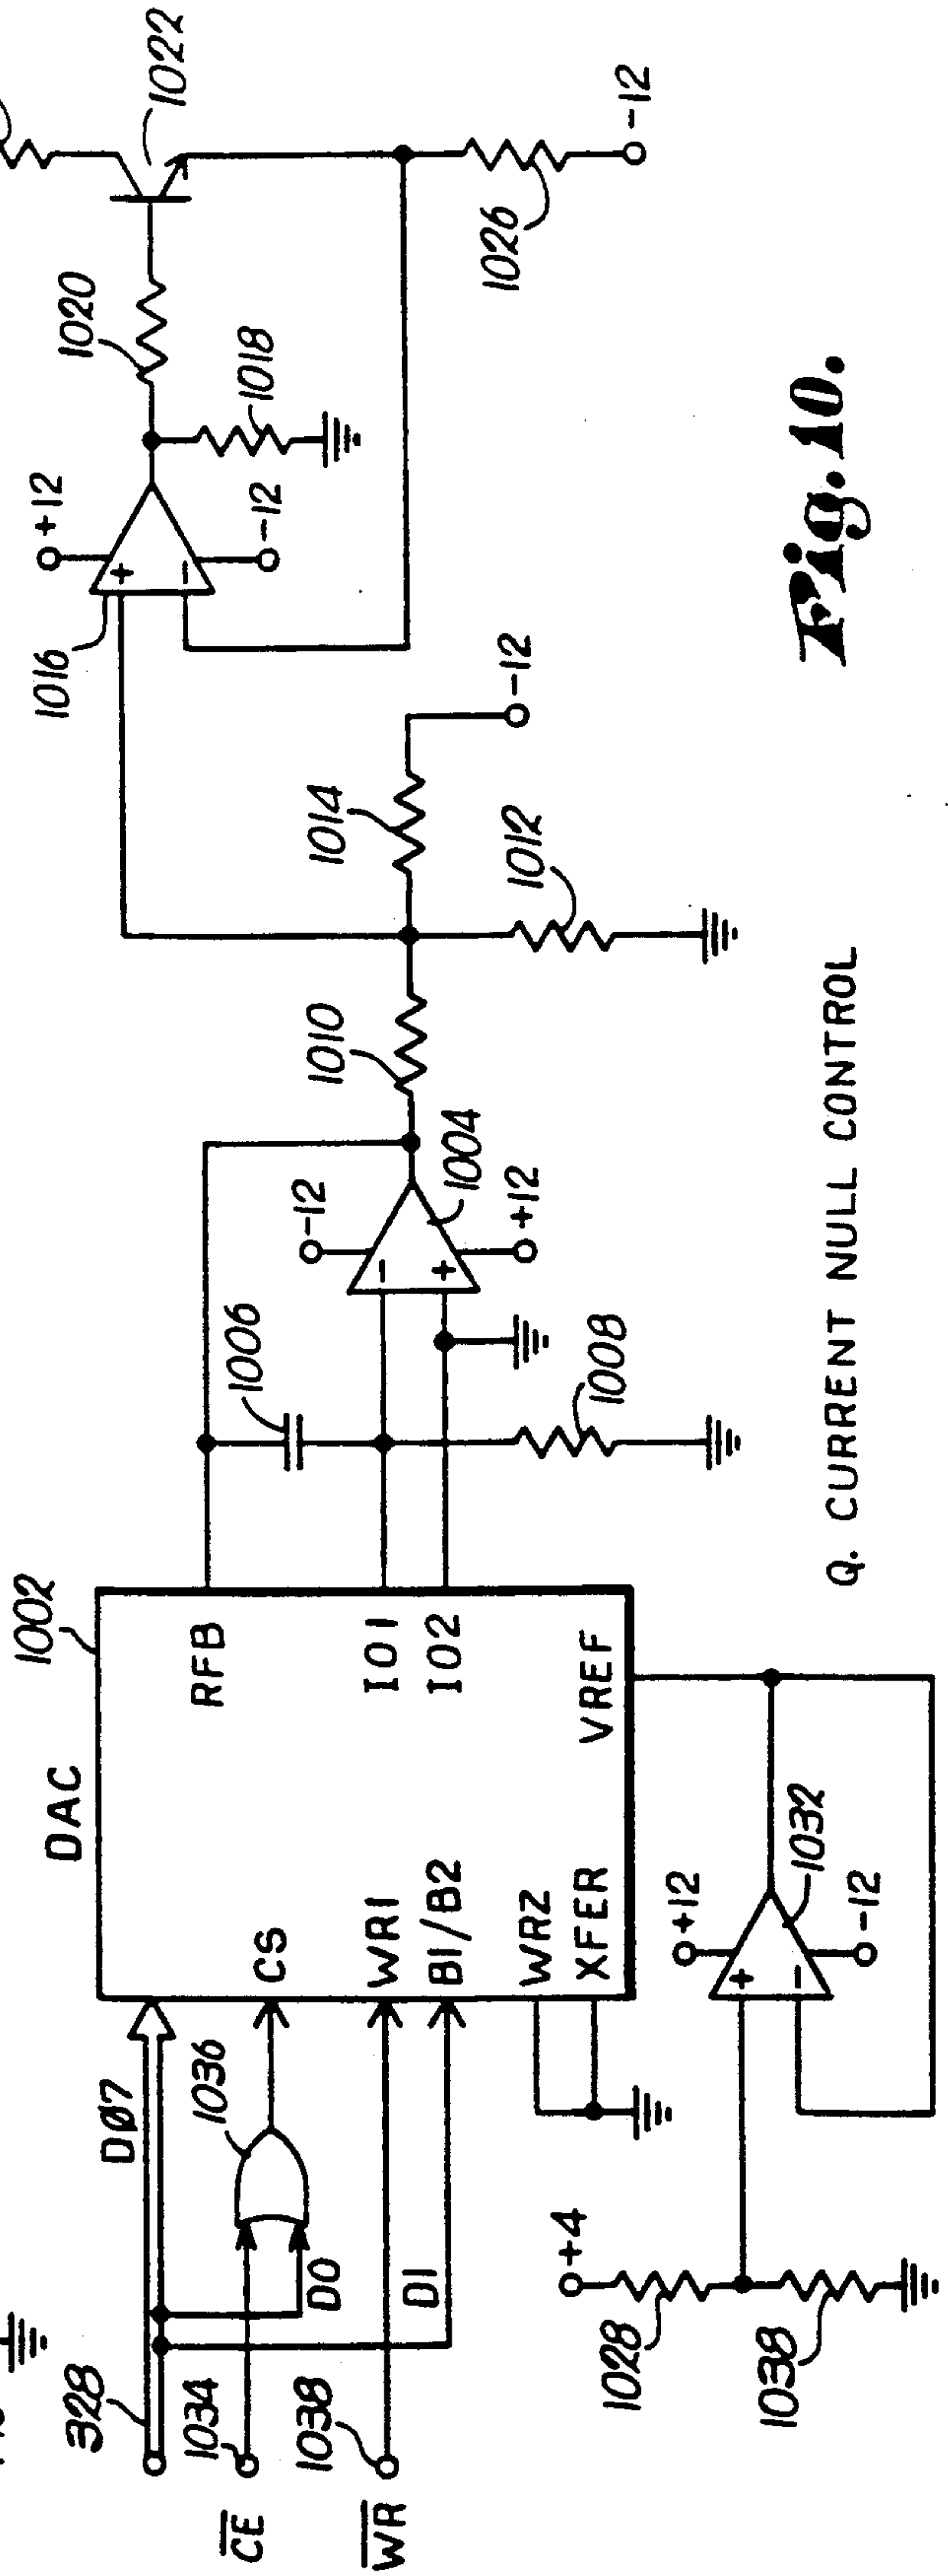 DAC 1002 1016 +12 1020 1022
328 DØ7
1034 1036 RFB 1006 1018
CE CS -12
1038 DO -12 1010 1014
WR WR1 IO1
D1 B1/B2 IO2 1004
1026
+12 1012 -12
WR2 1008
+4 XFER VREF -12
1028 +12
1038 1032
-12
Q. CURRENT NULL CONTROL
Fig. 10.